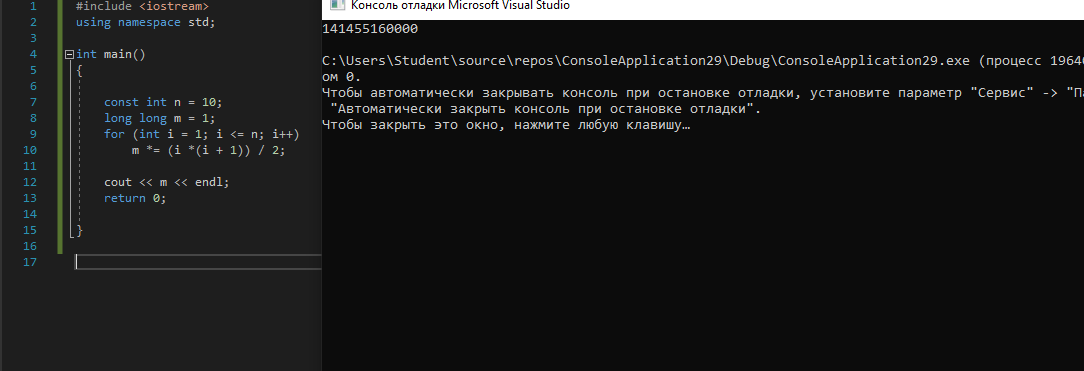 #include <iostream>
using namespace std;
int main()
{
const int n = 10;
long long m = 1;
for (int i = 1; i <= n; i++)
m *= (i *(i + 1)) / 2;
cout << m << endl;
return 0;
}
1
2
3
4
5
6
7
8
9
10
11
12
13
14
15
16
17
Консоль отладки Microsoft Visual Studio
141455160000
C:\Users\Student\source\repos\ConsoleApplication29\Debug\ConsoleApplication29.exe (процесс 1964
ом 0.
Чтобы автоматически закрывать консоль при остановке отладки, установите параметр "Сервис" ->
"Автоматически закрыть консоль при остановке отладки".
Чтобы закрыть это окно, нажмите любую клавишу…